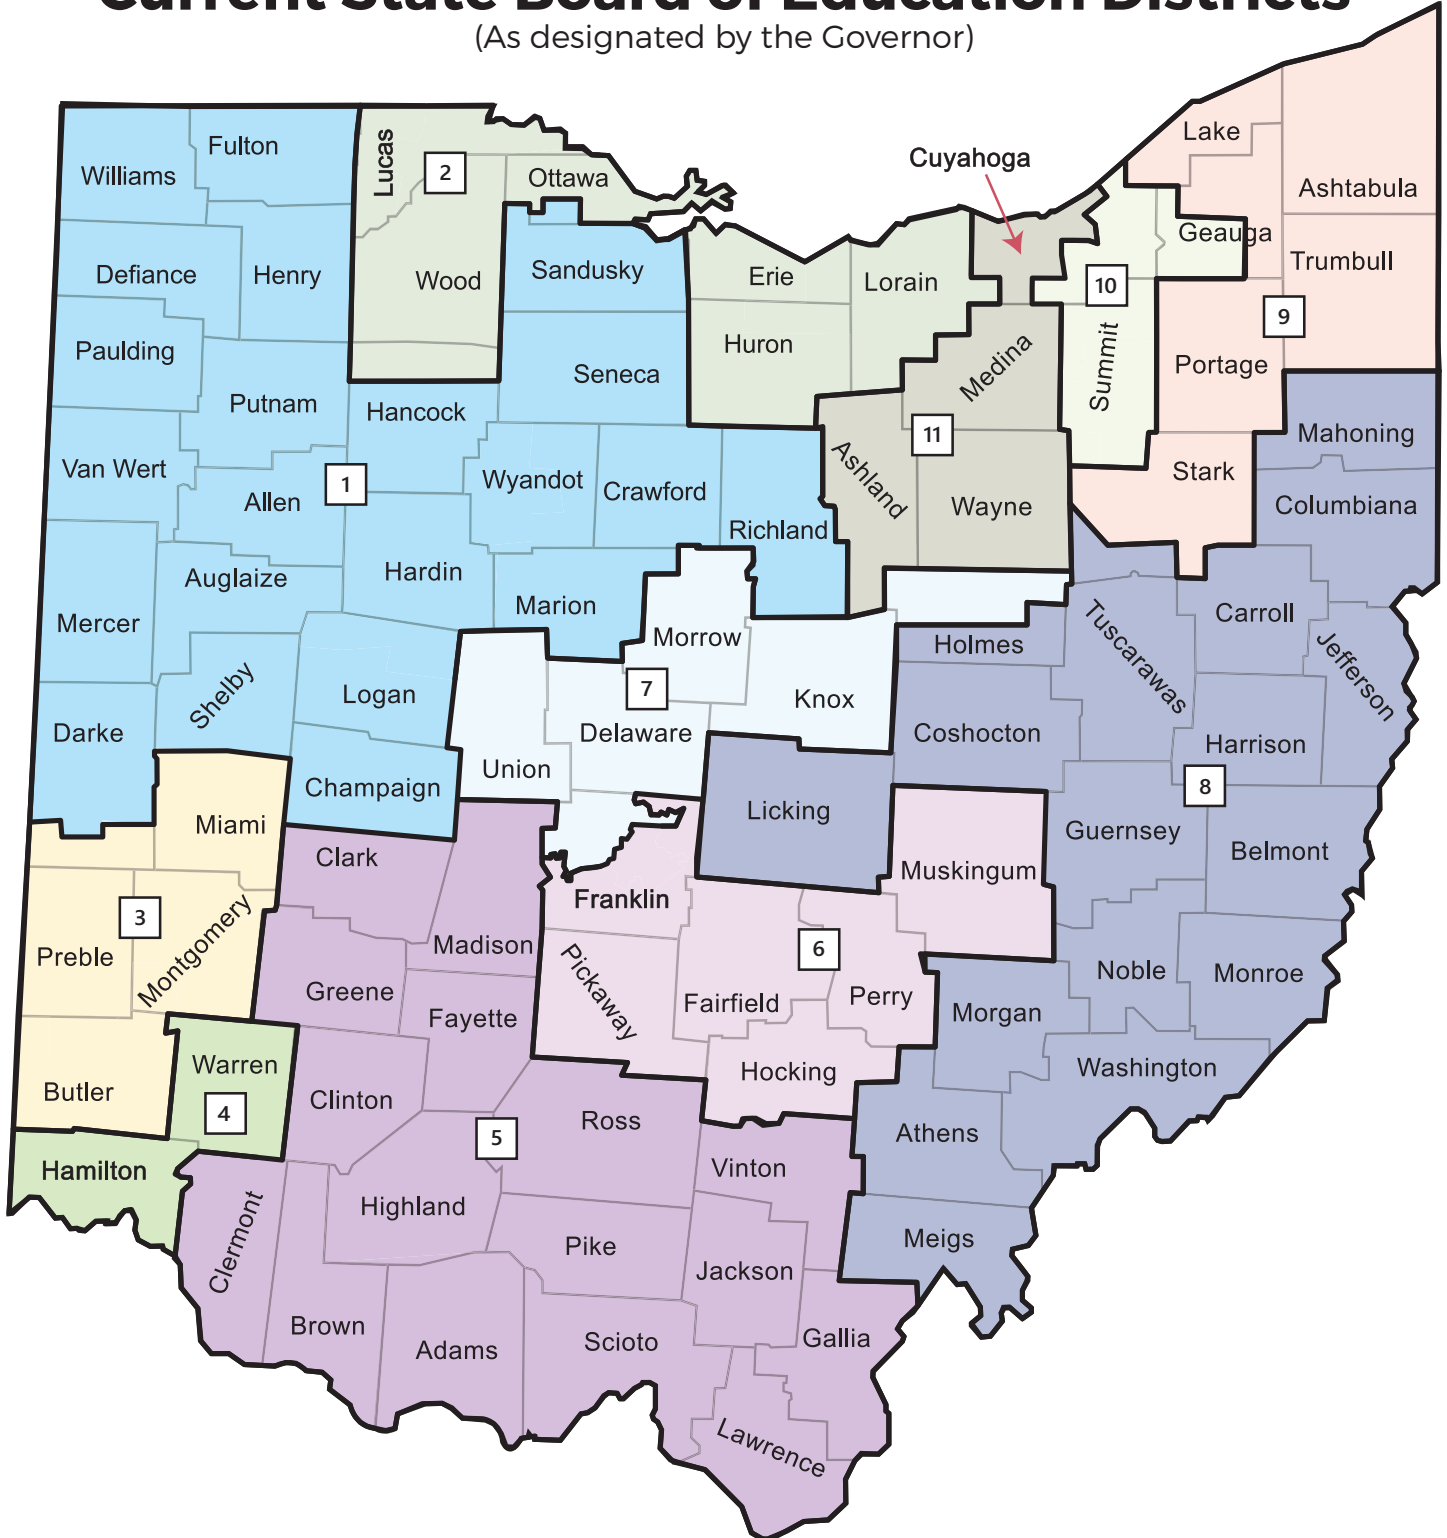 Current State Board of Education Districts
(As designated by the Governor)
Cuyahoga
Lake
Fulton
Lucas
2
Ottawa
Williams
Ashtabula
Geauga
Trumbull
Defiance
Henry
Wood
Sandusky
Erie
Lorain
10
9
Paulding
Huron
Medina
Summit
Portage
Seneca
Putnam
Hancock
11
Mahoning
Van Wert
1
Allen
Wyandot
Crawford
Ashland
Stark
Wayne
Columbiana
Richland
Auglaize
Hardin
Marion
Mercer
Morrow
Holmes
Tuscarawas
Carroll
Jefferson
Shelby
Logan
7
Knox
Darke
Delaware
Coshocton
Harrison
Union
Champaign
8
Licking
Miami
Guernsey
Belmont
Clark
Muskingum
Franklin
3
Montgomery
Preble
Madison
6
Pickaway
Greene
Fairfield
Perry
Noble
Monroe
Fayette
Morgan
Warren
Butler
4
Clinton
Hocking
Washington
5
Ross
Athens
Hamilton
Vinton
Highland
Clermont
Pike
Meigs
Jackson
Brown
Adams
Scioto
Gallia
Lawrence